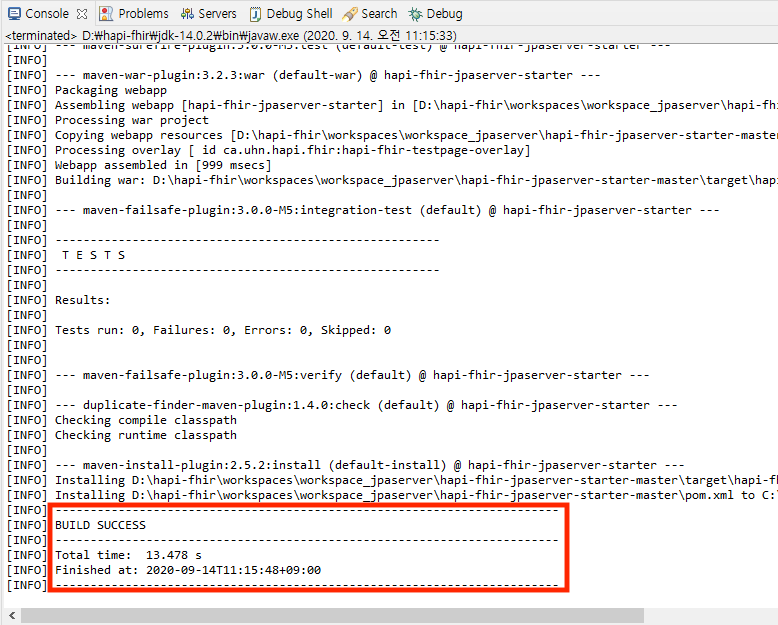 Console Problems Servers Debug Shell Search Debug
<terminated> D:₩hapi-fhir₩jdk-14.0.2₩bin₩javaw.exe (2020. 9. 14. 오전 11:15:33)
[INFO] --- maven-surefire-plugin:3.0.0-M5:test (default-test) @ hapi-fhir-jpaserver-starter ---
[INFO]
[INFO] --- maven-war-plugin:3.2.3:war (default-war) @ hapi-fhir-jpaserver-starter ---
[INFO] Packaging webapp
[INFO] Assembling webapp [hapi-fhir-jpaserver-starter] in [D:\hapi-fhir\workspaces\workspace_jpaserver\hapi-fhi
[INFO] Processing war project
[INFO] Copying webapp resources [D:\hapi-fhir\workspaces\workspace_jpaserver\hapi-fhir-jpaserver-starter-master
[INFO] Processing overlay [ id ca.uhn.hapi.fhir:hapi-fhir-testpage-overlay]
[INFO] Webapp assembled in [999 msecs]
[INFO] Building war: D:\hapi-fhir\workspaces\workspace_jpaserver\hapi-fhir-jpaserver-starter-master\target\hapi
[INFO]
[INFO] --- maven-failsafe-plugin:3.0.0-M5:integration-test (default) @ hapi-fhir-jpaserver-starter ---
[INFO]
[INFO] -------------------------------------------------------
[INFO]  T E S T S
[INFO] -------------------------------------------------------
[INFO]
[INFO] Results:
[INFO]
[INFO] Tests run: 0, Failures: 0, Errors: 0, Skipped: 0
[INFO]
[INFO]
[INFO] --- maven-failsafe-plugin:3.0.0-M5:verify (default) @ hapi-fhir-jpaserver-starter ---
[INFO]
[INFO] --- duplicate-finder-maven-plugin:1.4.0:check (default) @ hapi-fhir-jpaserver-starter ---
[INFO] Checking compile classpath
[INFO] Checking runtime classpath
[INFO]
[INFO] --- maven-install-plugin:2.5.2:install (default-install) @ hapi-fhir-jpaserver-starter ---
[INFO] Installing D:\hapi-fhir\workspaces\workspace_jpaserver\hapi-fhir-jpaserver-starter-master\target\hapi-fh
[INFO] Installing D:\hapi-fhir\workspaces\workspace_jpaserver\hapi-fhir-jpaserver-starter-master\pom.xml to C:\
[INFO] ------------------------------------------------------------------------
[INFO] BUILD SUCCESS
[INFO] ------------------------------------------------------------------------
[INFO] Total time:  13.478 s
[INFO] Finished at: 2020-09-14T11:15:48+09:00
[INFO] ------------------------------------------------------------------------